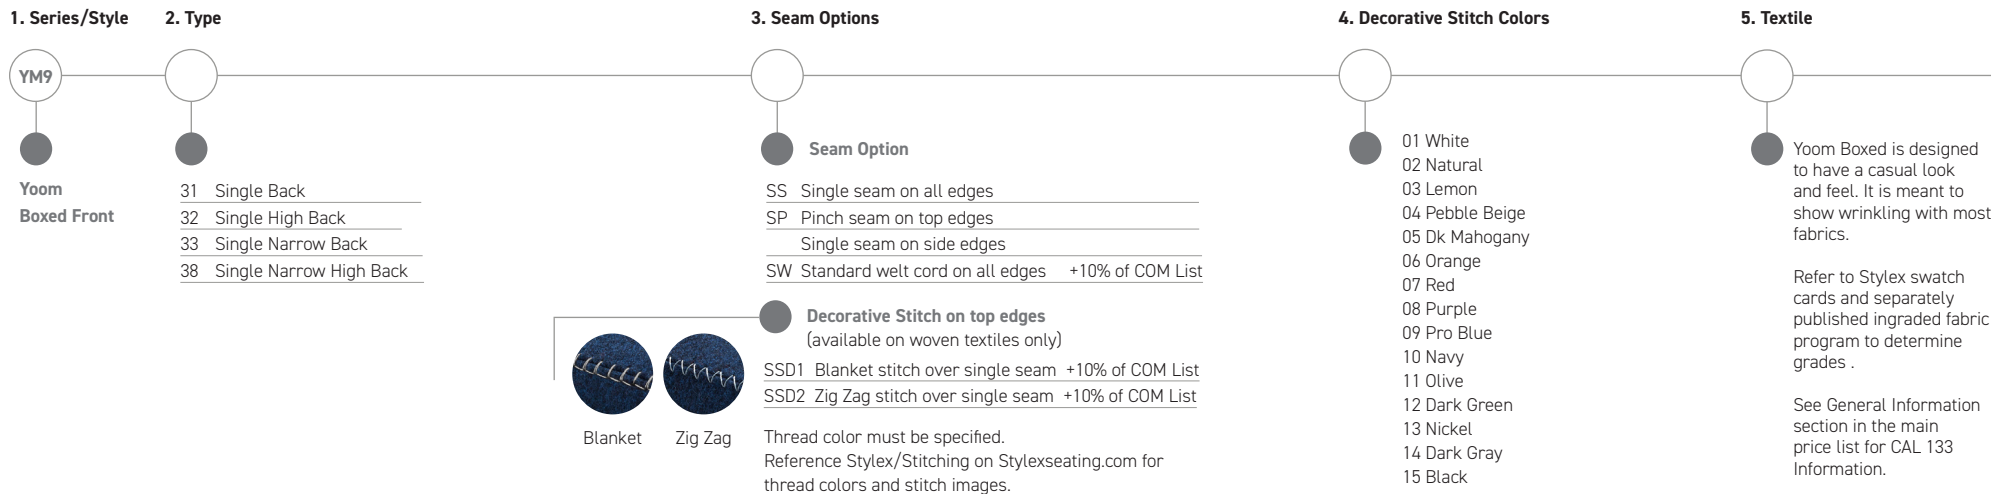 1. Series/Style
YM9
Yoom
Boxed Front
2. Type
31 Single Back
32 Single High Back
33 Single Narrow Back
38 Single Narrow High Back
3. Seam Options
Seam Option
SS Single seam on all edges
SP Pinch seam on top edges
Single seam on side edges
SW Standard welt cord on all edges +10% of COM List
Decorative Stitch on top edges
(available on woven textiles only)
SSD1 Blanket stitch over single seam +10% of COM List
SSD2 Zig Zag stitch over single seam +10% of COM List
Blanket
Zig Zag
Thread color must be specified.
Reference Stylex/Stitching on Stylexseating.com for
thread colors and stitch images.
4. Decorative Stitch Colors
01 White
02 Natural
03 Lemon
04 Pebble Beige
05 Dk Mahogany
06 Orange
07 Red
08 Purple
09 Pro Blue
10 Navy
11 Olive
12 Dark Green
13 Nickel
14 Dark Gray
15 Black
5. Textile
Yoom Boxed is designed
to have a casual look
and feel. It is meant to
show wrinkling with most
fabrics.
Refer to Stylex swatch
cards and separately
published ingraded fabric
program to determine
grades .
See General Information
section in the main
price list for CAL 133
Information.